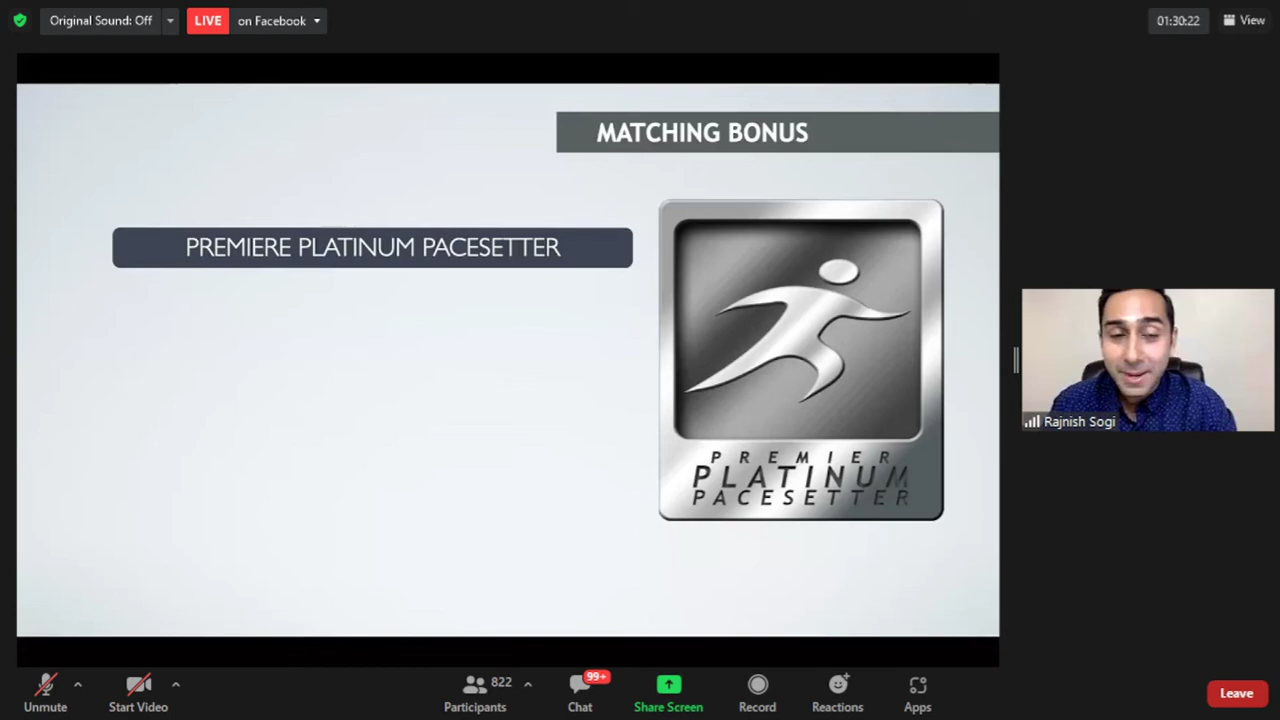 Original Sound: Off
LIVE on Facebook
01:30:22
View
MATCHING BONUS
PREMIERE PLATINUM PACESETTER
PREMIER
PLATINUM
PACESETTER
Rajnish Sogi
Unmute
Start Video
822
Participants
99+
Chat
Share Screen
Record
Reactions
Apps
Leave